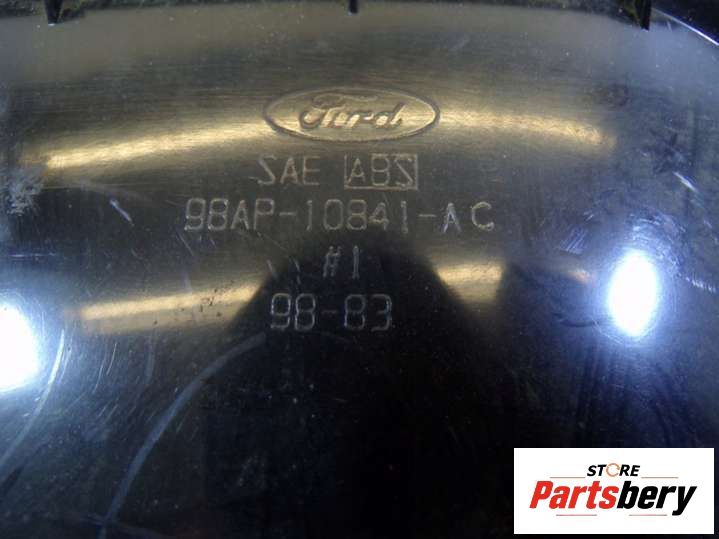 Ford
SAE ABS
98AP-10841-AC
#1
98-83
STORE
Partsbery